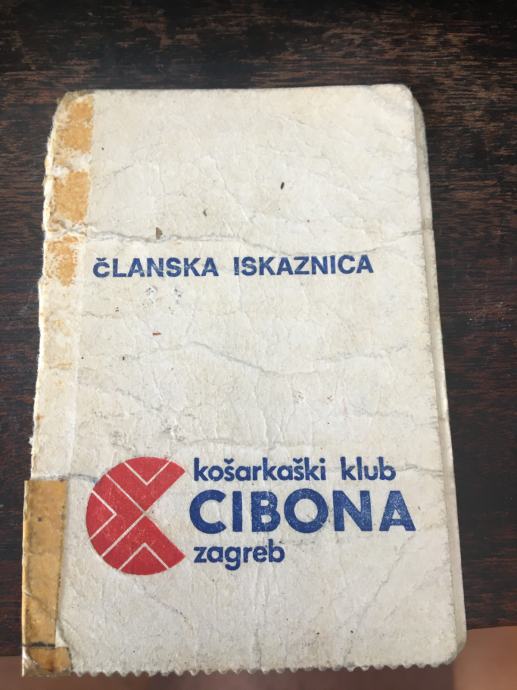 ČLANSKA ISKAZNICA
košarkaški klub
CIBONA
zagreb